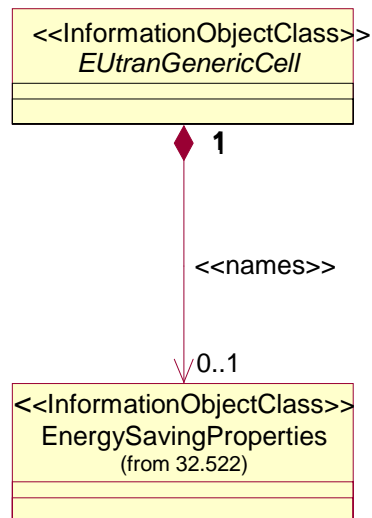 <<InformationObjectClass>>
EUtranGenericCell
1
<<names>>
0..1
<<InformationObjectClass>>
EnergySavingProperties
(from 32.522)